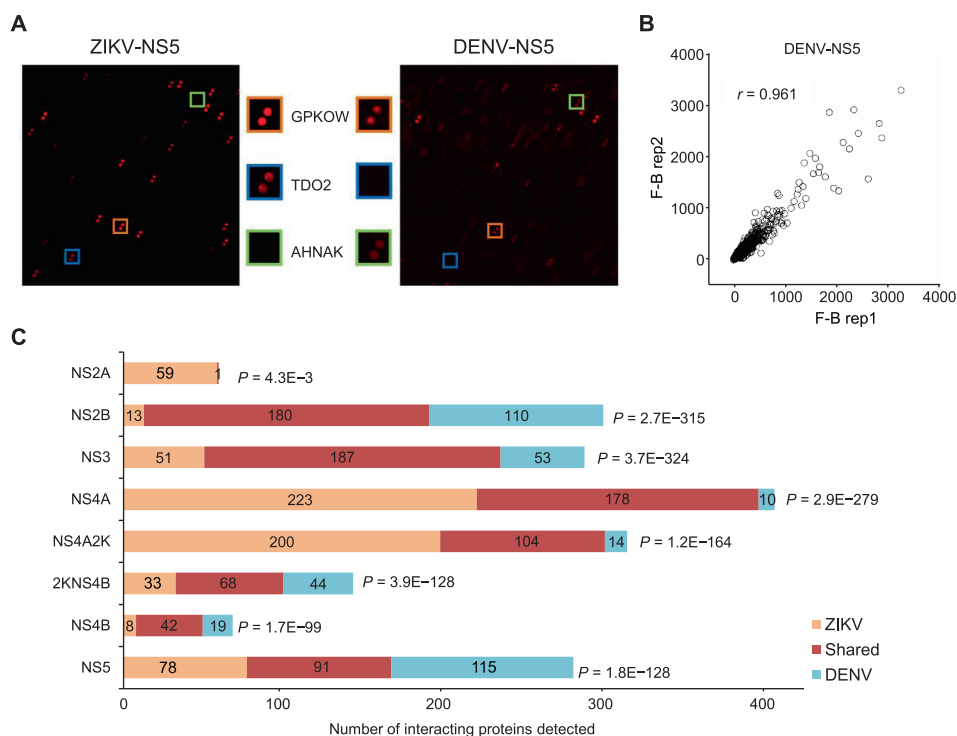 A
ZIKV-NS5
DENV-NS5
GPKOW
TDO2
AHNAK
B
DENV-NS5
r = 0.961
4000
3000
2000
1000
0
0 1000 2000 3000 4000
F-B rep2
F-B rep1
C
NS2A 59 1 P = 4.3E−3
NS2B 13 180 110 P = 2.7E−315
NS3 51 187 53 P = 3.7E−324
NS4A 223 178 10 P = 2.9E−279
NS4A2K 200 104 14 P = 1.2E−164
2KNS4B 33 68 44 P = 3.9E−128
NS4B 8 42 19 P = 1.7E−99
NS5 78 91 115 P = 1.8E−128
0 100 200 300 400
Number of interacting proteins detected
ZIKV
Shared
DENV